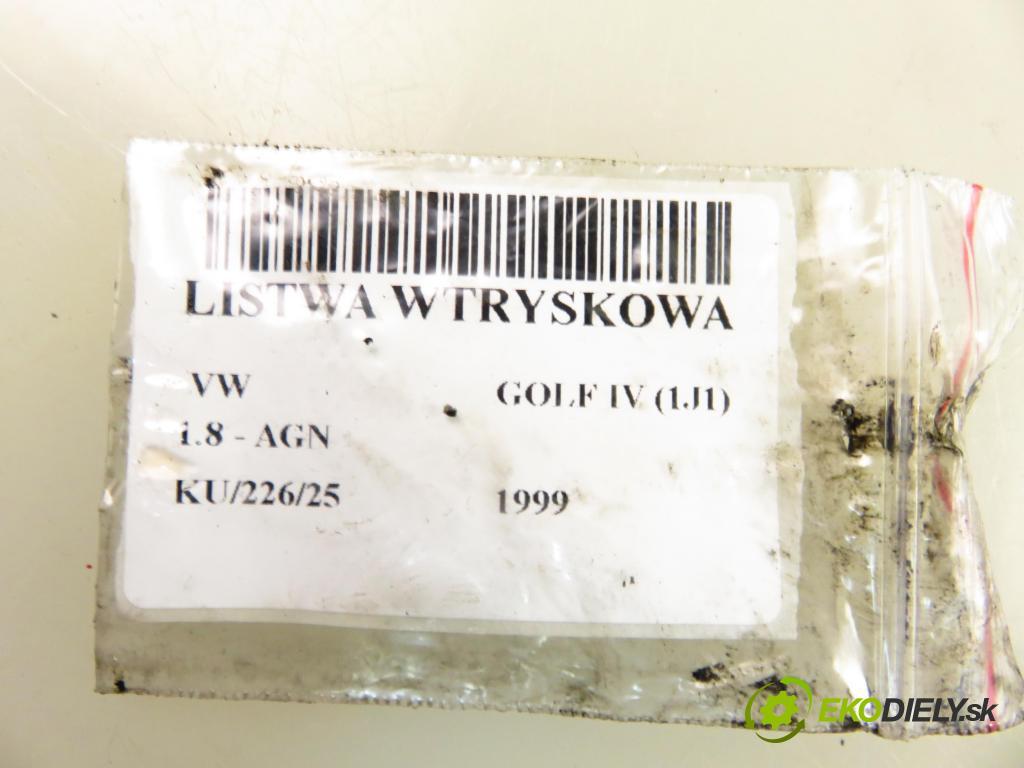 LISTWA WTRYSKOWA
VW GOLF IV (1J1)
1.8 - AGN
KU/226/25 1999
EKODIELY.sk